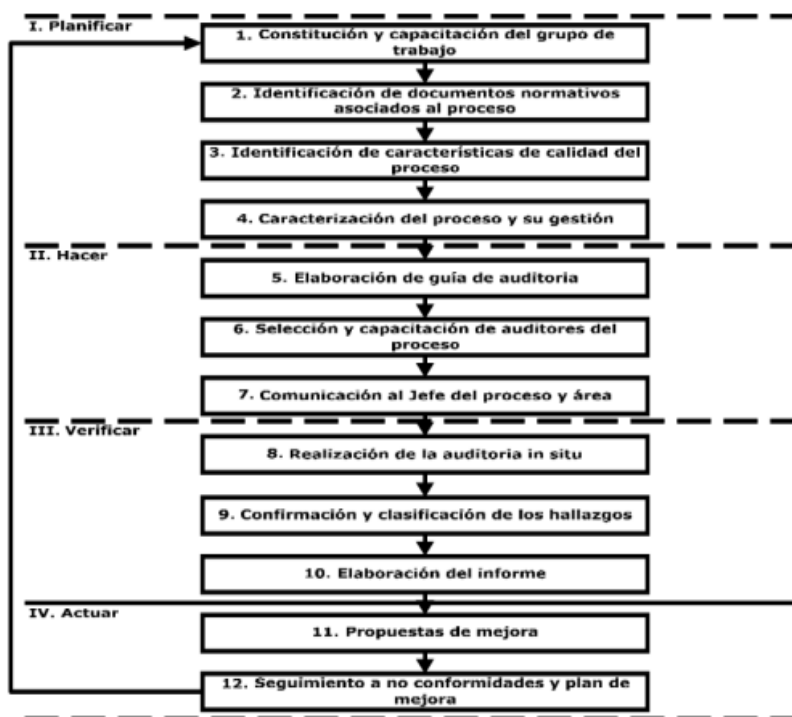 I. Planificar
1. Constitución y capacitación del grupo de
trabajo
2. Identificación de documentos normativos
asociados al proceso
3. Identificación de características de calidad del
proceso
4. Caracterización del proceso y su gestión
II. Hacer
5. Elaboración de guía de auditoria
6. Selección y capacitación de auditores del
proceso
7. Comunicación al Jefe del proceso y área
III. Verificar
8. Realización de la auditoria in situ
9. Confirmación y clasificación de los hallazgos
10. Elaboración del informe
IV. Actuar
11. Propuestas de mejora
12. Seguimiento a no conformidades y plan de
mejora